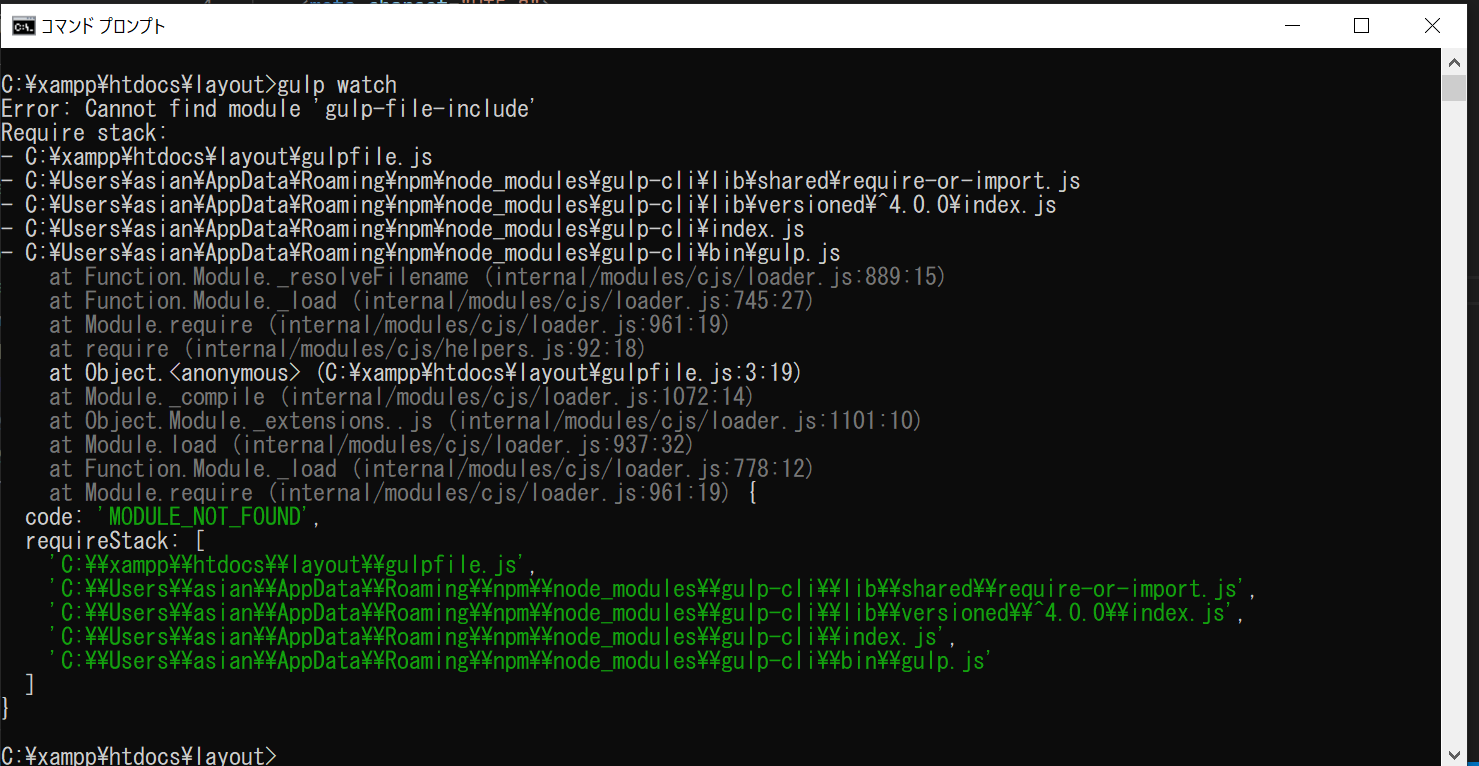 コマンド プロンプト
C:¥xampp¥htdocs¥layout>gulp watch
Error: Cannot find module 'gulp-file-include'
Require stack:
- C:¥xampp¥htdocs¥layout¥gulpfile.js
- C:¥Users¥asian¥AppData¥Roaming¥npm¥node_modules¥gulp-cli¥lib¥shared¥require-or-import.js
- C:¥Users¥asian¥AppData¥Roaming¥npm¥node_modules¥gulp-cli¥lib¥versioned¥^4.0.0¥index.js
- C:¥Users¥asian¥AppData¥Roaming¥npm¥node_modules¥gulp-cli¥index.js
- C:¥Users¥asian¥AppData¥Roaming¥npm¥node_modules¥gulp-cli¥bin¥gulp.js
    at Function.Module._resolveFilename (internal/modules/cjs/loader.js:889:15)
    at Function.Module._load (internal/modules/cjs/loader.js:745:27)
    at Module.require (internal/modules/cjs/loader.js:961:19)
    at require (internal/modules/cjs/helpers.js:92:18)
    at Object.<anonymous> (C:¥xampp¥htdocs¥layout¥gulpfile.js:3:19)
    at Module._compile (internal/modules/cjs/loader.js:1072:14)
    at Object.Module._extensions..js (internal/modules/cjs/loader.js:1101:10)
    at Module.load (internal/modules/cjs/loader.js:937:32)
    at Function.Module._load (internal/modules/cjs/loader.js:778:12)
    at Module.require (internal/modules/cjs/loader.js:961:19) {
  code: 'MODULE_NOT_FOUND',
  requireStack: [
    'C:¥¥xampp¥¥htdocs¥¥layout¥¥gulpfile.js',
    'C:¥¥Users¥¥asian¥¥AppData¥¥Roaming¥¥npm¥¥node_modules¥¥gulp-cli¥¥lib¥¥shared¥¥require-or-import.js',
    'C:¥¥Users¥¥asian¥¥AppData¥¥Roaming¥¥npm¥¥node_modules¥¥gulp-cli¥¥lib¥¥versioned¥¥^4.0.0¥¥index.js',
    'C:¥¥Users¥¥asian¥¥AppData¥¥Roaming¥¥npm¥¥node_modules¥¥gulp-cli¥¥index.js',
    'C:¥¥Users¥¥asian¥¥AppData¥¥Roaming¥¥npm¥¥node_modules¥¥gulp-cli¥¥bin¥¥gulp.js'
  ]
}
C:¥xampp¥htdocs¥layout>